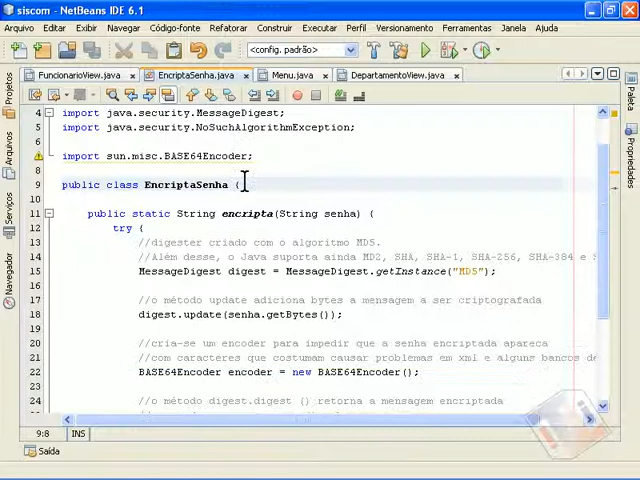 siscom - NetBeans IDE 6.1
Arquivo Editar Navegar Código-fonte Refatorar Construir Executar Perfil Versionamento Ferramentas Janela Ajuda
<config. padrão>
FuncionarioView.java EncriptaSenha.java Menu.java DepartamentoView.java
Projetos
Arquivos
Serviços
Navegador
Paleta
Propriedades
4 import java.security.MessageDigest;
5 import java.security.NoSuchAlgorithmException;
6
import sun.misc.BASE64Encoder;
8
9 public class EncriptaSenha {
10
11 public static String encripta(String senha) {
12 try {
13 //digester criado com o algoritmo MD5.
14 //Além desse, o Java suporta ainda MD2, SHA, SHA-1, SHA-256, SHA-384 e S
15 MessageDigest digest = MessageDigest.getInstance("MD5");
16
17 //o método update adiciona bytes a mensagem a ser criptografada
18 digest.update(senha.getBytes());
19
20 //cria-se um encoder para impedir que a senha encriptada apareca
21 //com caracteres que costumam causar problemas em xml e alguns bancos de
22 BASE64Encoder encoder = new BASE64Encoder();
23
24 //o método digest.digest () retorna a mensagem encriptada
9:8 INS
Saída